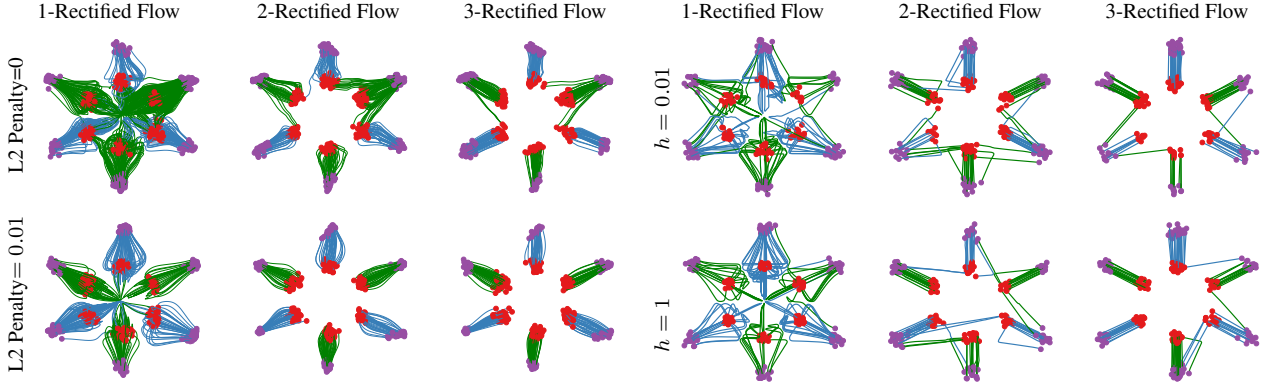 1-Rectified Flow 2-Rectified Flow 3-Rectified Flow 1-Rectified Flow 2-Rectified Flow 3-Rectified Flow
L2 Penalty=0
h = 0.01
L2 Penalty= 0.01
h = 1